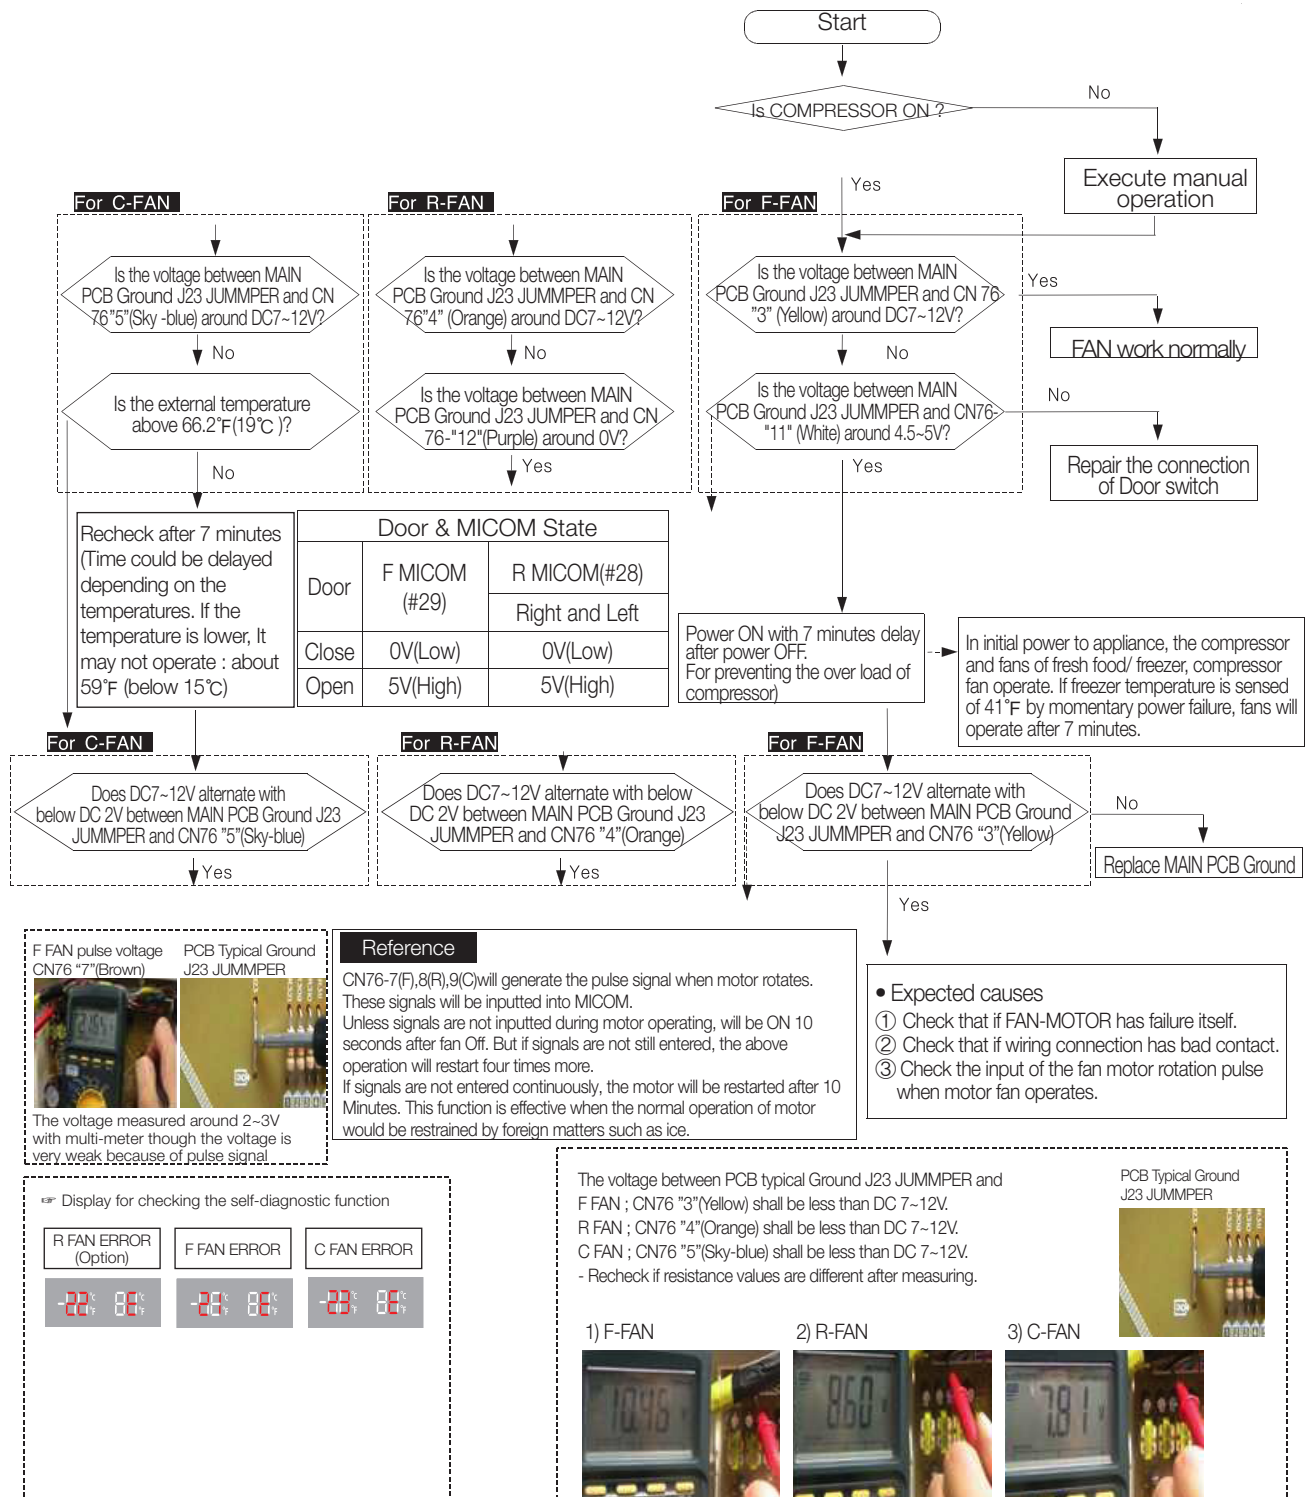 Start
Is COMPRESSOR ON ?
No
Execute manual
operation
Yes
For C-FAN
For R-FAN
For F-FAN
Is the voltage between MAIN
PCB Ground J23 JUMMPER and CN
76"5"(Sky -blue) around DC7~12V?
Is the voltage between MAIN
PCB Ground J23 JUMMPER and CN
76"4" (Orange) around DC7~12V?
Is the voltage between MAIN
PCB Ground J23 JUMMPER and CN 76
"3" (Yellow) around DC7~12V?
Yes
FAN work normally
No
No
No
Is the external temperature
above 66.2°F(19℃ )?
Is the voltage between MAIN
PCB Ground J23 JUMPER and CN
76-"12"(Purple) around 0V?
Is the voltage between MAIN
PCB Ground J23 JUMMPER and CN76-
"11" (White) around 4.5~5V?
No
Repair the connection
of Door switch
No
Yes
Yes
Recheck after 7 minutes
(Time could be delayed
depending on the
temperatures. If the
temperature is lower, It
may not operate : about
59°F (below 15℃)
Door & MICOM State
Door
F MICOM
(#29)
R MICOM(#28)
Right and Left
Close 0V(Low) 0V(Low)
Open 5V(High) 5V(High)
Power ON with 7 minutes delay
after power OFF.
For preventing the over load of
compressor)
In initial power to appliance, the compressor
and fans of fresh food/ freezer, compressor
fan operate. If freezer temperature is sensed
of 41°F by momentary power failure, fans will
operate after 7 minutes.
For C-FAN
For R-FAN
For F-FAN
Does DC7~12V alternate with
below DC 2V between MAIN PCB Ground J23
JUMMPER and CN76 "5"(Sky-blue)
Does DC7~12V alternate with below
DC 2V between MAIN PCB Ground J23
JUMMPER and CN76 "4"(Orange)
Does DC7~12V alternate with
below DC 2V between MAIN PCB Ground
J23 JUMMPER and CN76 "3"(Yellow)
No
Replace MAIN PCB Ground
Yes
Yes
Yes
F FAN pulse voltage
CN76 "7"(Brown)
PCB Typical Ground
J23 JUMMPER
The voltage measured around 2~3V
with multi-meter though the voltage is
very weak because of pulse signal
Reference
CN76-7(F),8(R),9(C)will generate the pulse signal when motor rotates.
These signals will be inputted into MICOM.
Unless signals are not inputted during motor operating, will be ON 10
seconds after fan Off. But if signals are not still entered, the above
operation will restart four times more.
If signals are not entered continuously, the motor will be restarted after 10
Minutes. This function is effective when the normal operation of motor
would be restrained by foreign matters such as ice.
• Expected causes
① Check that if FAN-MOTOR has failure itself.
② Check that if wiring connection has bad contact.
③ Check the input of the fan motor rotation pulse
when motor fan operates.
☞ Display for checking the self-diagnostic function
R FAN ERROR
(Option)
F FAN ERROR
C FAN ERROR
The voltage between PCB typical Ground J23 JUMMPER and
F FAN ; CN76 "3"(Yellow) shall be less than DC 7~12V.
R FAN ; CN76 "4"(Orange) shall be less than DC 7~12V.
C FAN ; CN76 "5"(Sky-blue) shall be less than DC 7~12V.
- Recheck if resistance values are different after measuring.
PCB Typical Ground
J23 JUMMPER
1) F-FAN
2) R-FAN
3) C-FAN
10.46
8.60
7.81